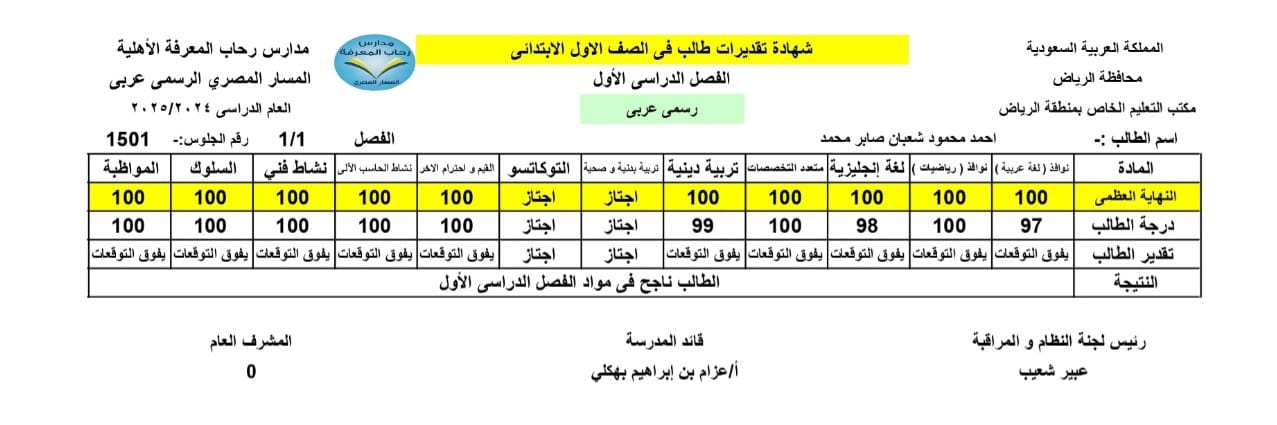 المملكة العربية السعودية
شهادة تقديرات طالب فى الصف الاول الابتدائى
مدارس رحاب المعرفة
المسار المصري
مدارس رحاب المعرفة الأهلية
محافظة الرياض
الفصل الدراسى الأول
المسار المصري الرسمى عربى
مكتب التعليم الخاص بمنطقة الرياض
رسمى عربى
العام الدراسى ٢٠٢٥/٢٠٢٤
اسم الطالب :- احمد محمود شعبان صابر محمد الفصل 1/1 رقم الجلوس:- 1501
المادة نوافذ ( لغة عربية ) نوافذ ( رياضيات ) لغة إنجليزية متعدد التخصصات تربية دينية تربية بدنية و صحية التوكاتسو القيم و احترام الاخر نشاط الحاسب الألى نشاط فني السلوك المواظبة
النهاية العظمى 100 100 100 100 100 اجتاز اجتاز 100 100 100 100 100
درجة الطالب 97 100 98 100 99 اجتاز اجتاز 100 100 100 100 100
تقدير الطالب يفوق التوقعات يفوق التوقعات يفوق التوقعات يفوق التوقعات يفوق التوقعات اجتاز اجتاز يفوق التوقعات يفوق التوقعات يفوق التوقعات يفوق التوقعات يفوق التوقعات
النتيجة الطالب ناجح فى مواد الفصل الدراسى الأول
رئيس لجنة النظام و المراقبة قائد المدرسة المشرف العام
عبير شعيب أ/عزام بن إبراهيم بهكلي 0